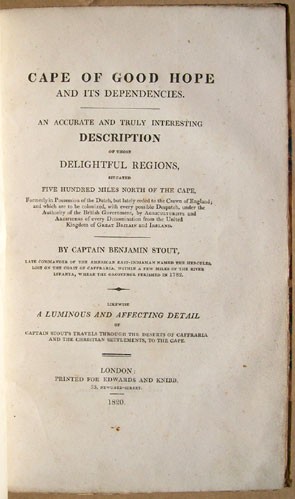 CAPE OF GOOD HOPE
AND ITS DEPENDENCIES.
AN ACCURATE AND TRULY INTERESTING
DESCRIPTION
OF THOSE
DELIGHTFUL REGIONS,
SITUATED
FIVE HUNDRED MILES NORTH OF THE CAPE,
Formerly in Possession of the Dutch, but lately ceded to the Crown of England;
and which are to be colonized, with every possible Despatch, under the
Authority of the British Government, by AGRICULTURISTS and
ARTIZANS of every Denomination from the United
Kingdom of GREAT BRITAIN and IRELAND.
BY CAPTAIN BENJAMIN STOUT,
LATE COMMANDER OF THE AMERICAN EAST-INDIAMAN NAMED THE HERCULES,
LOST ON THE COAST OF CAFFRARIA, WITHIN A FEW MILES OF THE RIVER
INFANTA, WHERE THE GROSVENOR PERISHED IN 1782.
LIKEWISE
A LUMINOUS AND AFFECTING DETAIL
OF
CAPTAIN STOUT'S TRAVELS THROUGH THE DESERTS OF CAFFRARIA
AND THE CHRISTIAN SETTLEMENTS, TO THE CAPE.
LONDON:
PRINTED FOR EDWARDS AND KNIBB.
1820.